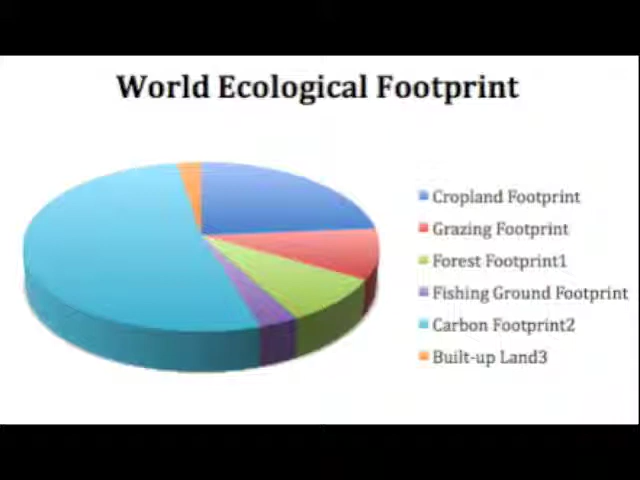 World Ecological Footprint
Cropland Footprint
Grazing Footprint
Forest Footprint1
Fishing Ground Footprint
Carbon Footprint2
Built-up Land3